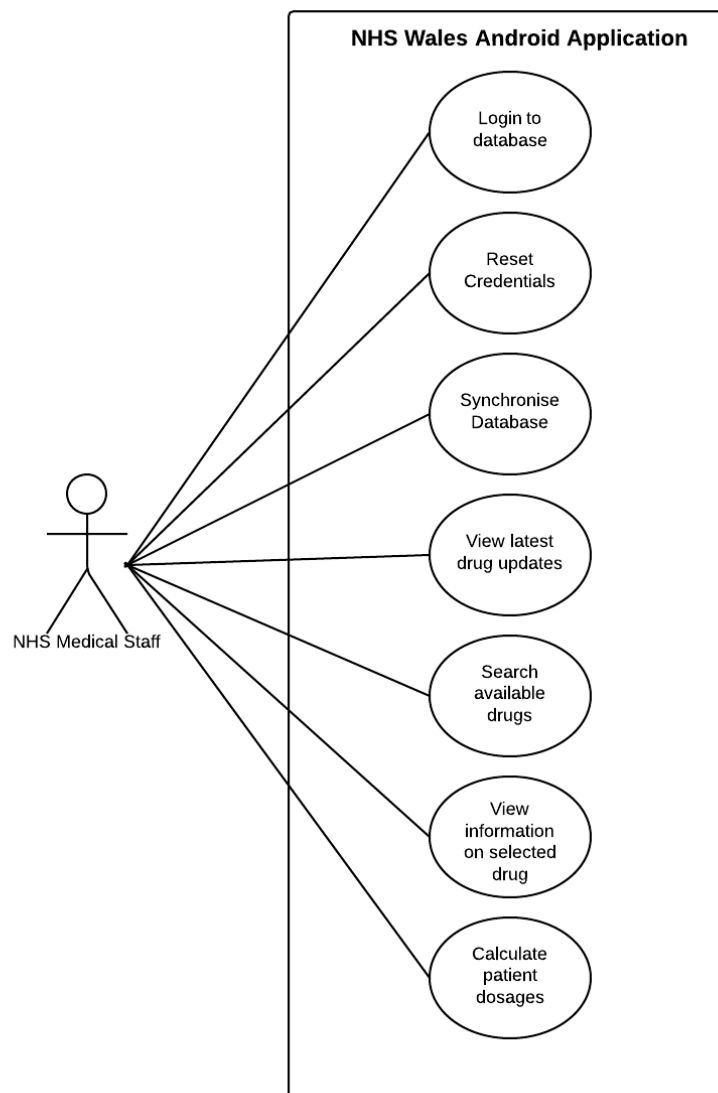 NHS Wales Android Application
Login to
database
Reset
Credentials
Synchronise
Database
View latest
drug updates
NHS Medical Staff
Search
available
drugs
View
information
on selected
drug
Calculate
patient
dosages